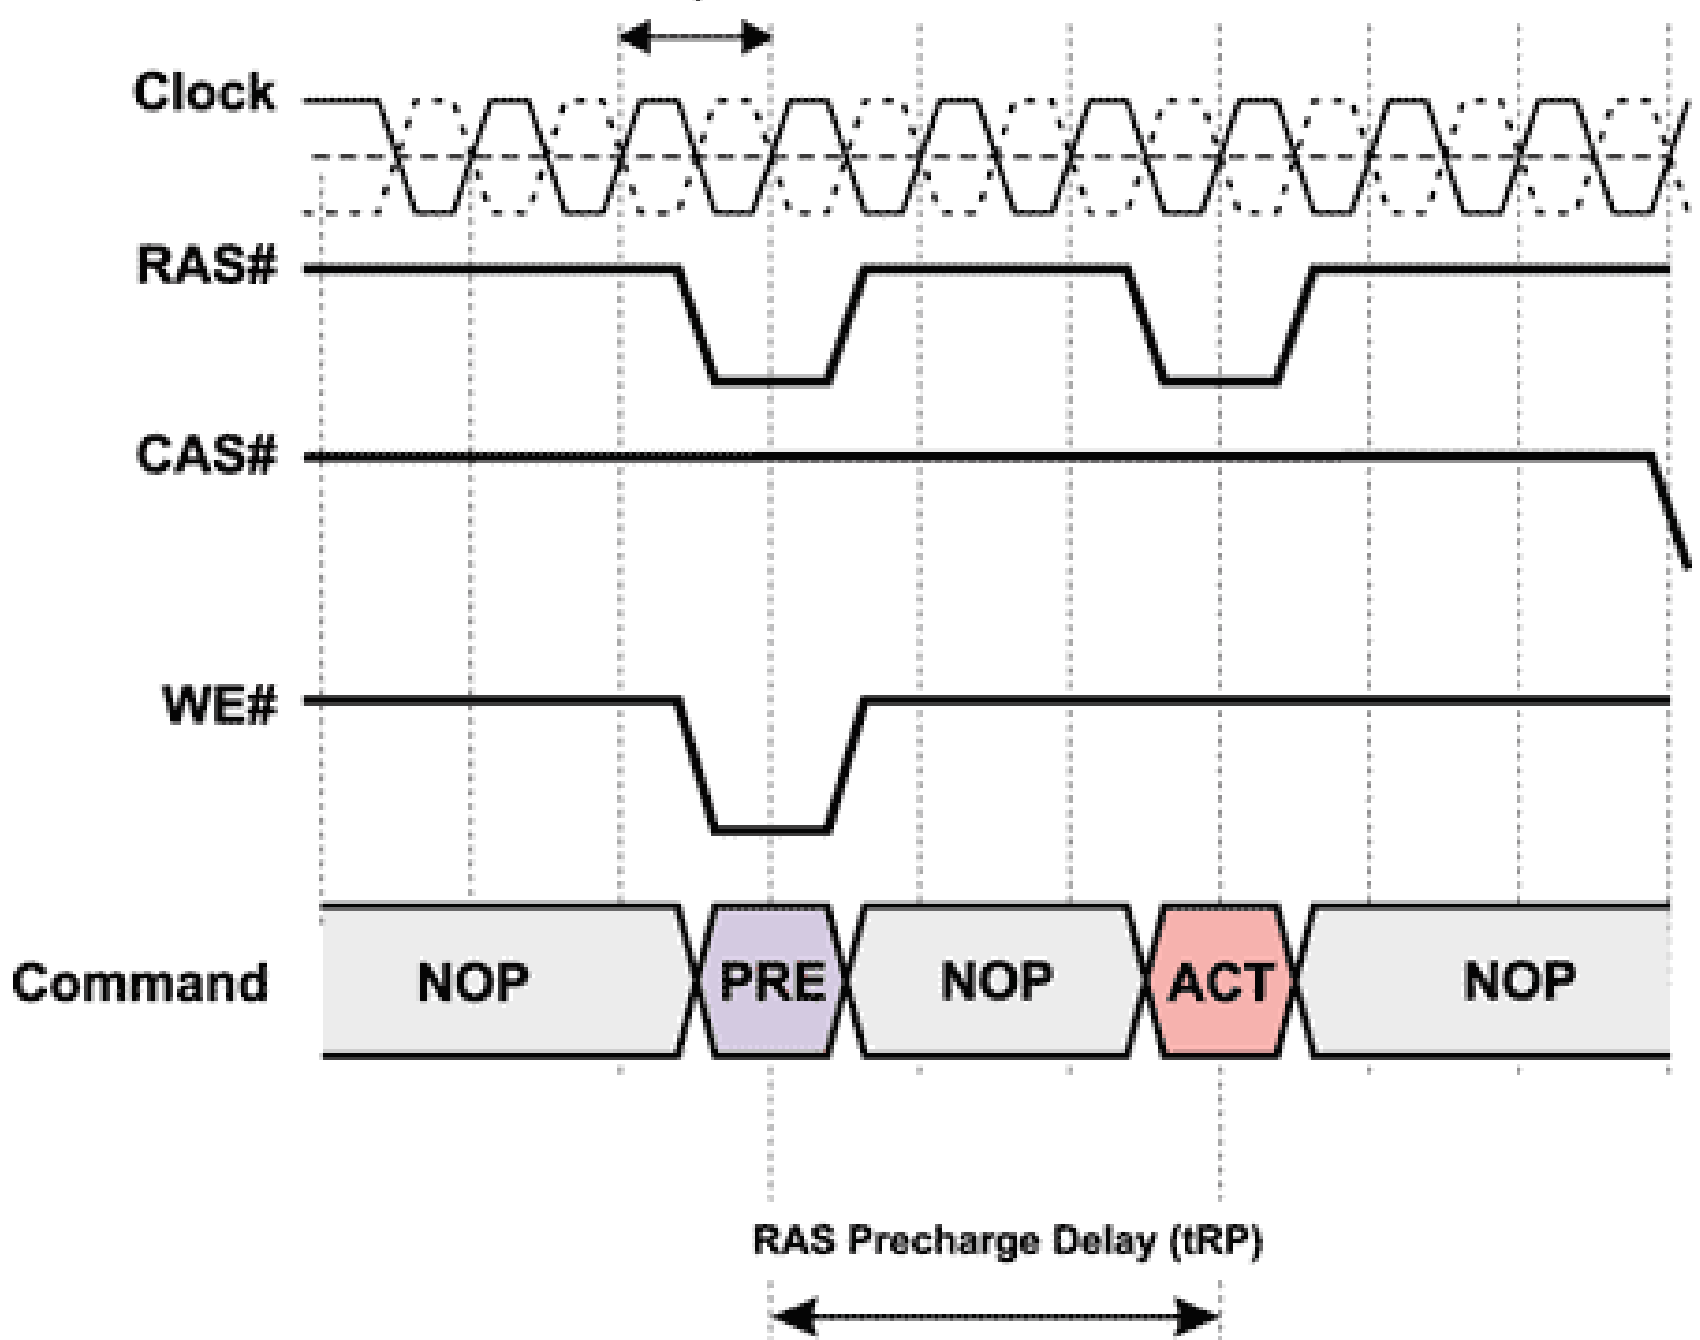 Clock
RAS#
CAS#
WE#
Command NOP PRE NOP ACT NOP
RAS Precharge Delay (tRP)